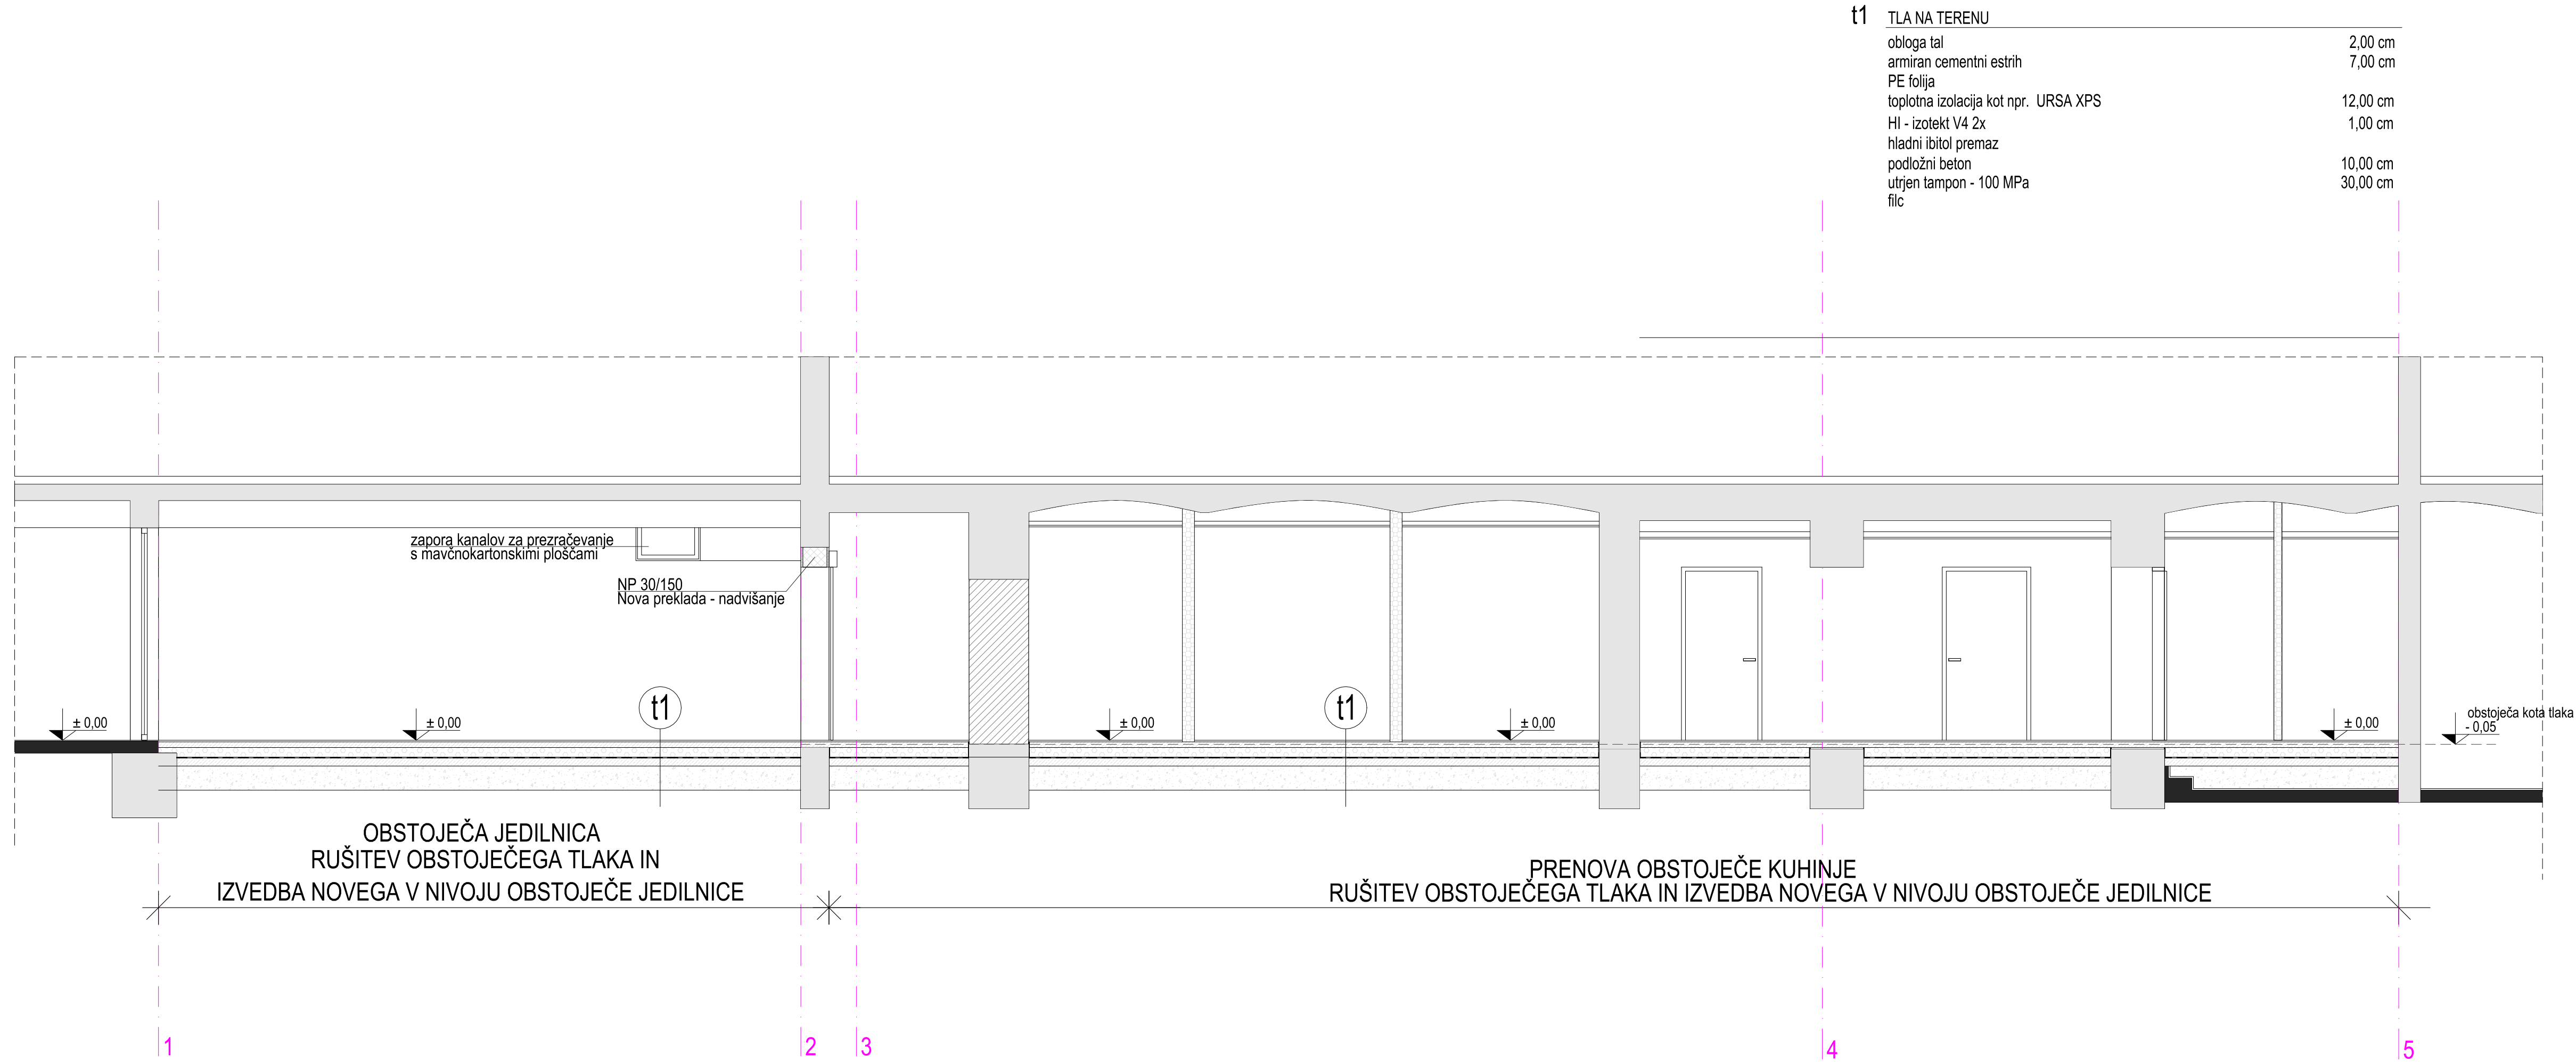 t1 TLA NA TERENU
obloga tal 2,00 cm
armiran cementni estrih 7,00 cm
PE folija
toplotna izolacija kot npr. URSA XPS 12,00 cm
HI - izotekt V4 2x 1,00 cm
hladni ibitol premaz
podložni beton 10,00 cm
utrjen tampon - 100 MPa 30,00 cm
filc
zapora kanalov za prezračevanje
s mavčnokartonskimi ploščami
NP 30/150
Nova preklada - nadvišanje
t1 t1
± 0,00 ± 0,00 ± 0,00 ± 0,00 ± 0,00
obstoječa kota tlaka
- 0,05
OBSTOJEČA JEDILNICA
RUŠITEV OBSTOJEČEGA TLAKA IN
IZVEDBA NOVEGA V NIVOJU OBSTOJEČE JEDILNICE
PRENOVA OBSTOJEČE KUHINJE
RUŠITEV OBSTOJEČEGA TLAKA IN IZVEDBA NOVEGA V NIVOJU OBSTOJEČE JEDILNICE
1 2 3 4 5